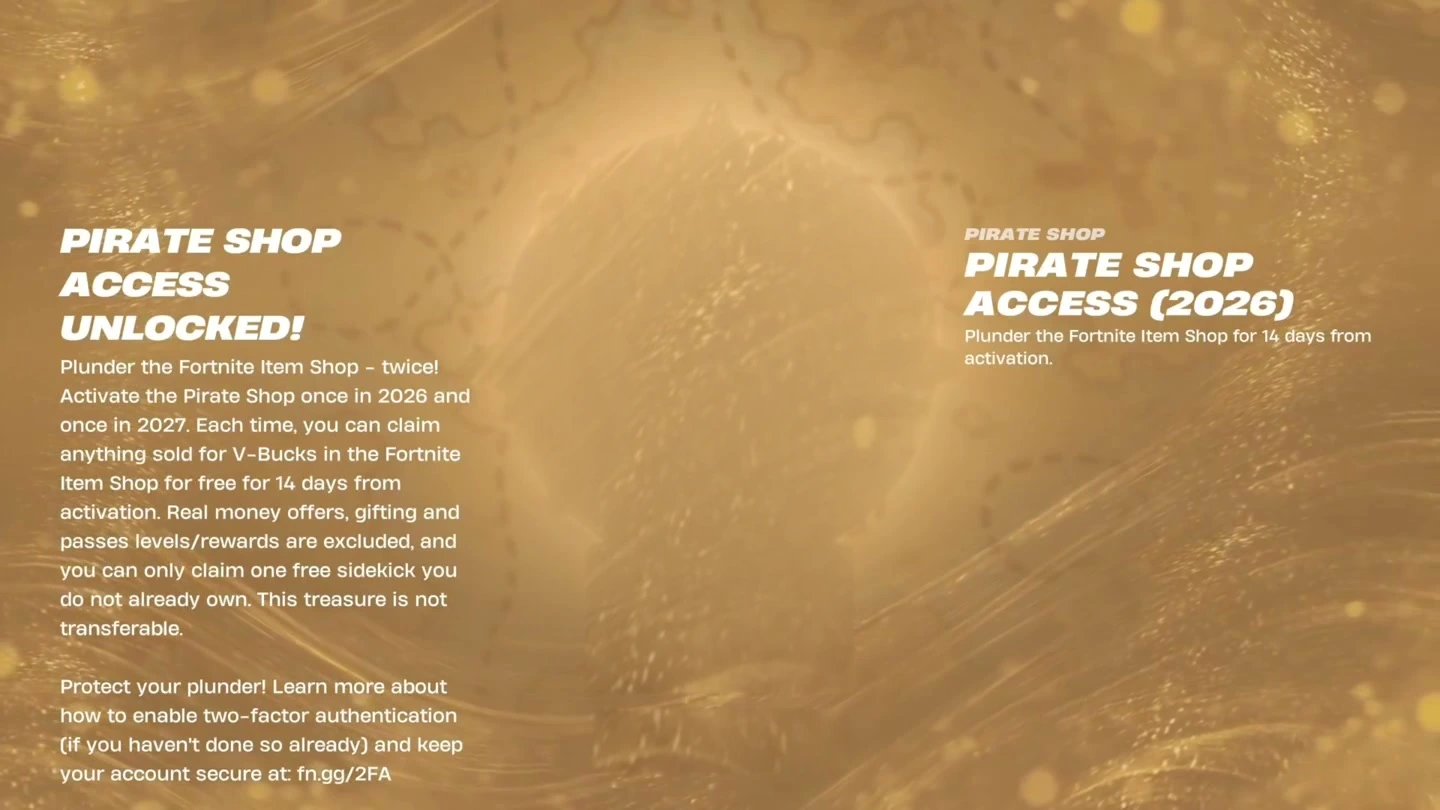 PIRATE SHOP
ACCESS
UNLOCKED!
Plunder the Fortnite Item Shop - twice!
Activate the Pirate Shop once in 2026 and
once in 2027. Each time, you can claim
anything sold for V-Bucks in the Fortnite
Item Shop for free for 14 days from
activation. Real money offers, gifting and
passes levels/rewards are excluded, and
you can only claim one free sidekick you
do not already own. This treasure is not
transferable.
Protect your plunder! Learn more about
how to enable two-factor authentication
(if you haven't done so already) and keep
your account secure at: fn.gg/2FA
PIRATE SHOP
PIRATE SHOP
ACCESS (2026)
Plunder the Fortnite Item Shop for 14 days from
activation.